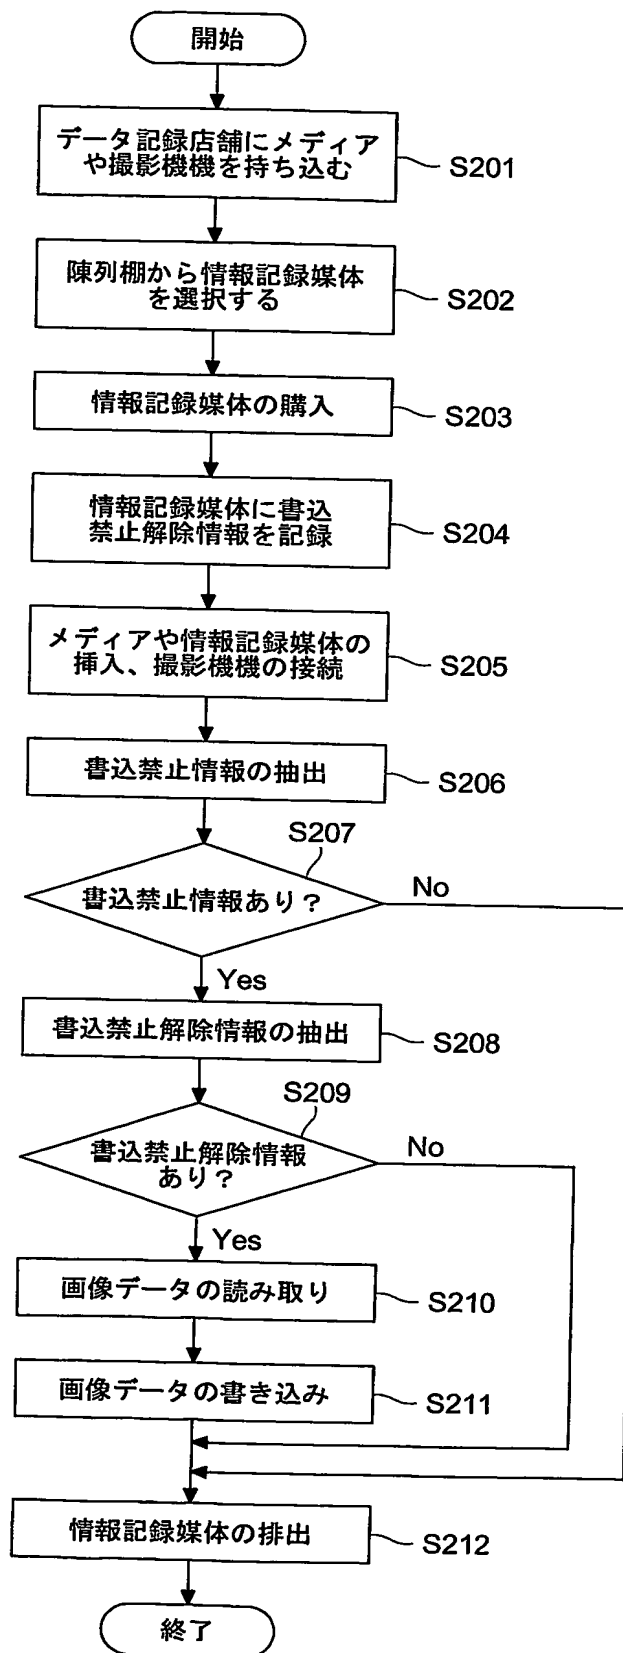 開始
データ記録店舗にメディア
や撮影機機を持ち込む
S201
陳列棚から情報記録媒体
を選択する
S202
情報記録媒体の購入
S203
情報記録媒体に書込
禁止解除情報を記録
S204
メディアや情報記録媒体の
挿入、撮影機機の接続
S205
書込禁止情報の抽出
S206
S207
書込禁止情報あり？
No
Yes
書込禁止解除情報の抽出
S208
S209
書込禁止解除情報
あり？
No
Yes
画像データの読み取り
S210
画像データの書き込み
S211
情報記録媒体の排出
S212
終了